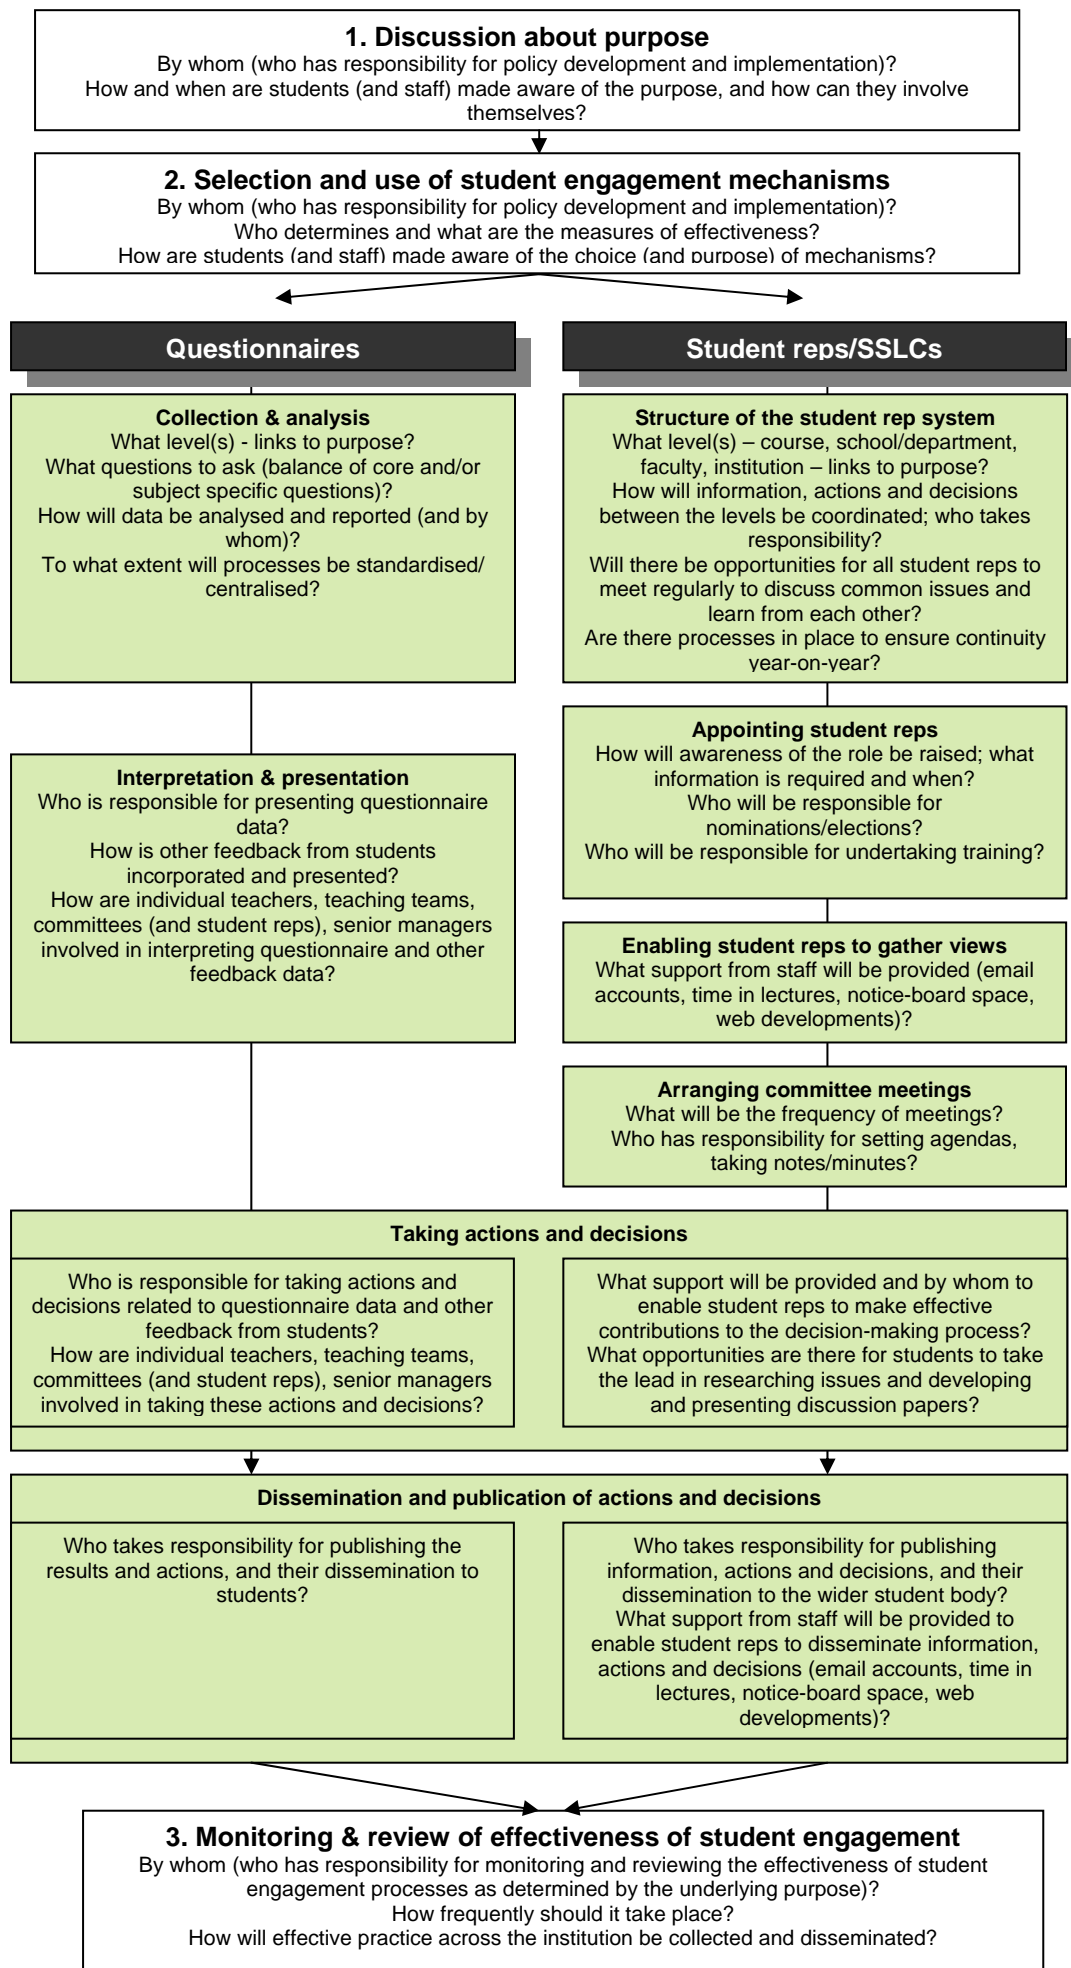 1. Discussion about purpose
By whom (who has responsibility for policy development and implementation)?
How and when are students (and staff) made aware of the purpose, and how can they involve
themselves?
2. Selection and use of student engagement mechanisms
By whom (who has responsibility for policy development and implementation)?
Who determines and what are the measures of effectiveness?
How are students (and staff) made aware of the choice (and purpose) of mechanisms?
Questionnaires
Collection & analysis
What level(s) - links to purpose?
What questions to ask (balance of core and/or
subject specific questions)?
How will data be analysed and reported (and by
whom)?
To what extent will processes be standardised/
centralised?
Interpretation & presentation
Who is responsible for presenting questionnaire
data?
How is other feedback from students
incorporated and presented?
How are individual teachers, teaching teams,
committees (and student reps), senior managers
involved in interpreting questionnaire and other
feedback data?
Student reps/SSLCs
Structure of the student rep system
What level(s) – course, school/department,
faculty, institution – links to purpose?
How will information, actions and decisions
between the levels be coordinated; who takes
responsibility?
Will there be opportunities for all student reps to
meet regularly to discuss common issues and
learn from each other?
Are there processes in place to ensure continuity
year-on-year?
Appointing student reps
How will awareness of the role be raised; what
information is required and when?
Who will be responsible for
nominations/elections?
Who will be responsible for undertaking training?
Enabling student reps to gather views
What support from staff will be provided (email
accounts, time in lectures, notice-board space,
web developments)?
Arranging committee meetings
What will be the frequency of meetings?
Who has responsibility for setting agendas,
taking notes/minutes?
Taking actions and decisions
Who is responsible for taking actions and
decisions related to questionnaire data and other
feedback from students?
How are individual teachers, teaching teams,
committees (and student reps), senior managers
involved in taking these actions and decisions?
What support will be provided and by whom to
enable student reps to make effective
contributions to the decision-making process?
What opportunities are there for students to take
the lead in researching issues and developing
and presenting discussion papers?
Dissemination and publication of actions and decisions
Who takes responsibility for publishing the
results and actions, and their dissemination to
students?
Who takes responsibility for publishing
information, actions and decisions, and their
dissemination to the wider student body?
What support from staff will be provided to
enable student reps to disseminate information,
actions and decisions (email accounts, time in
lectures, notice-board space, web
developments)?
3. Monitoring & review of effectiveness of student engagement
By whom (who has responsibility for monitoring and reviewing the effectiveness of student
engagement processes as determined by the underlying purpose)?
How frequently should it take place?
How will effective practice across the institution be collected and disseminated?